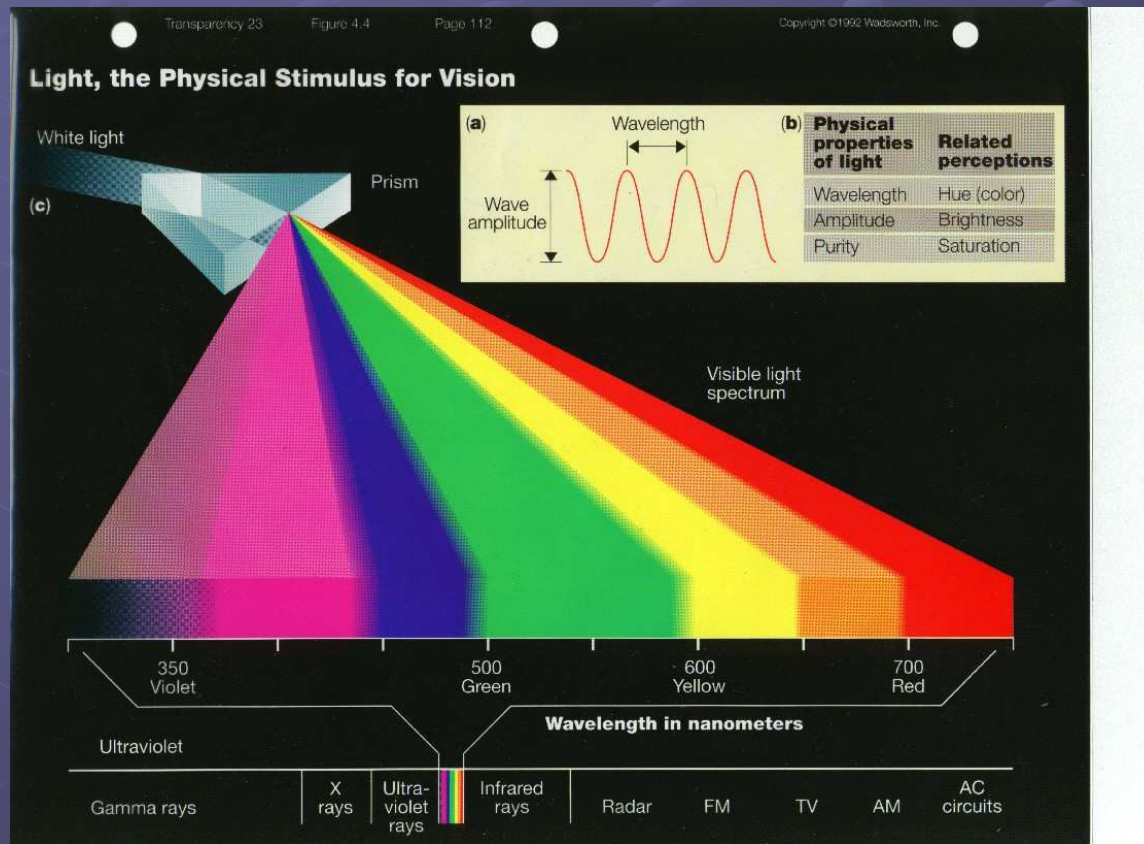 Transparency 23 Figure 4.4 Page 112 Copyright ©1992 Wadsworth, Inc.
Light, the Physical Stimulus for Vision
White light
Prism
(c)
(a)
Wavelength
Wave
amplitude
(b) Physical
properties
of light
Related
perceptions
Wavelength Hue (color)
Amplitude Brightness
Purity Saturation
Visible light
spectrum
350 500 600 700
Violet Green Yellow Red
Wavelength in nanometers
Ultraviolet
Gamma rays
X
rays
Ultra-
violet
rays
Infrared
rays
Radar
FM
TV
AM
AC
circuits